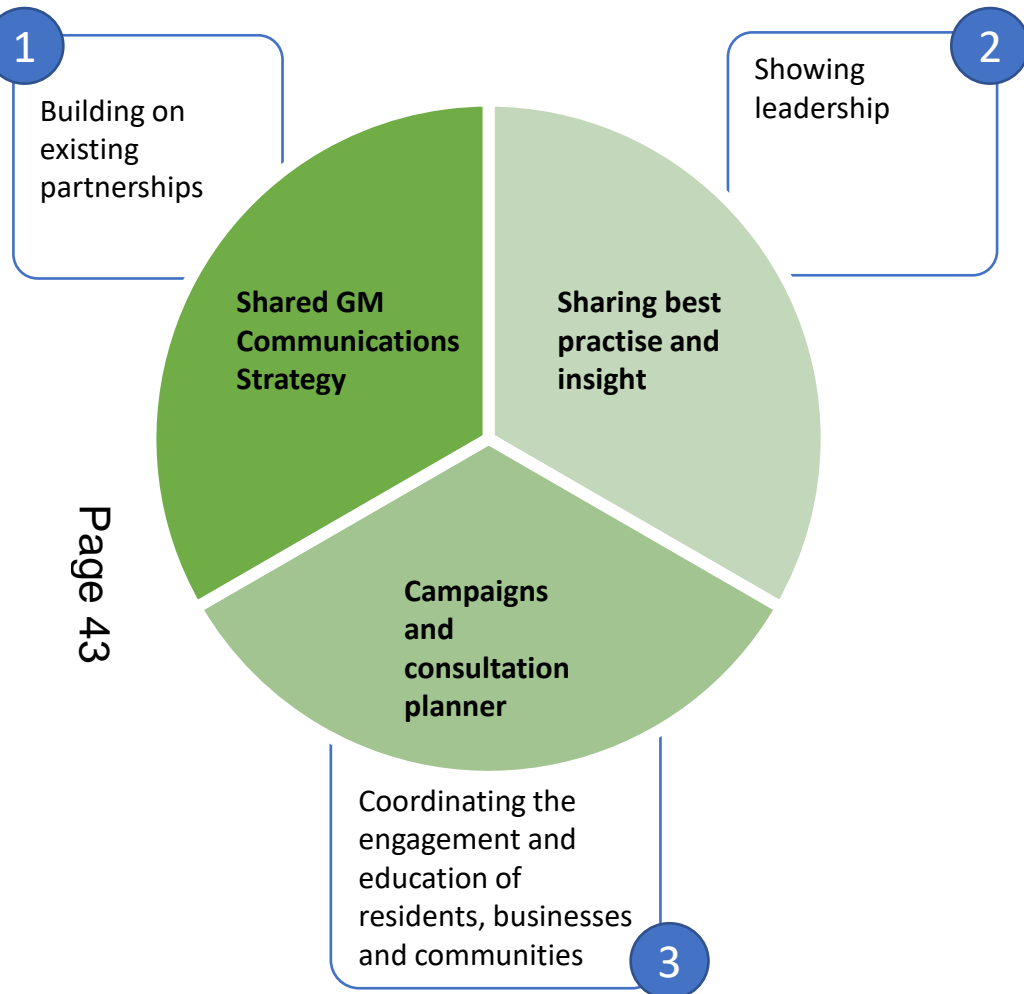 1
Building on
existing
partnerships
2
Showing
leadership
Shared GM
Communications
Strategy
Sharing best
practise and
insight
Page 43
Campaigns
and
consultation
planner
Coordinating the
engagement and
education of
residents, businesses
and communities
3